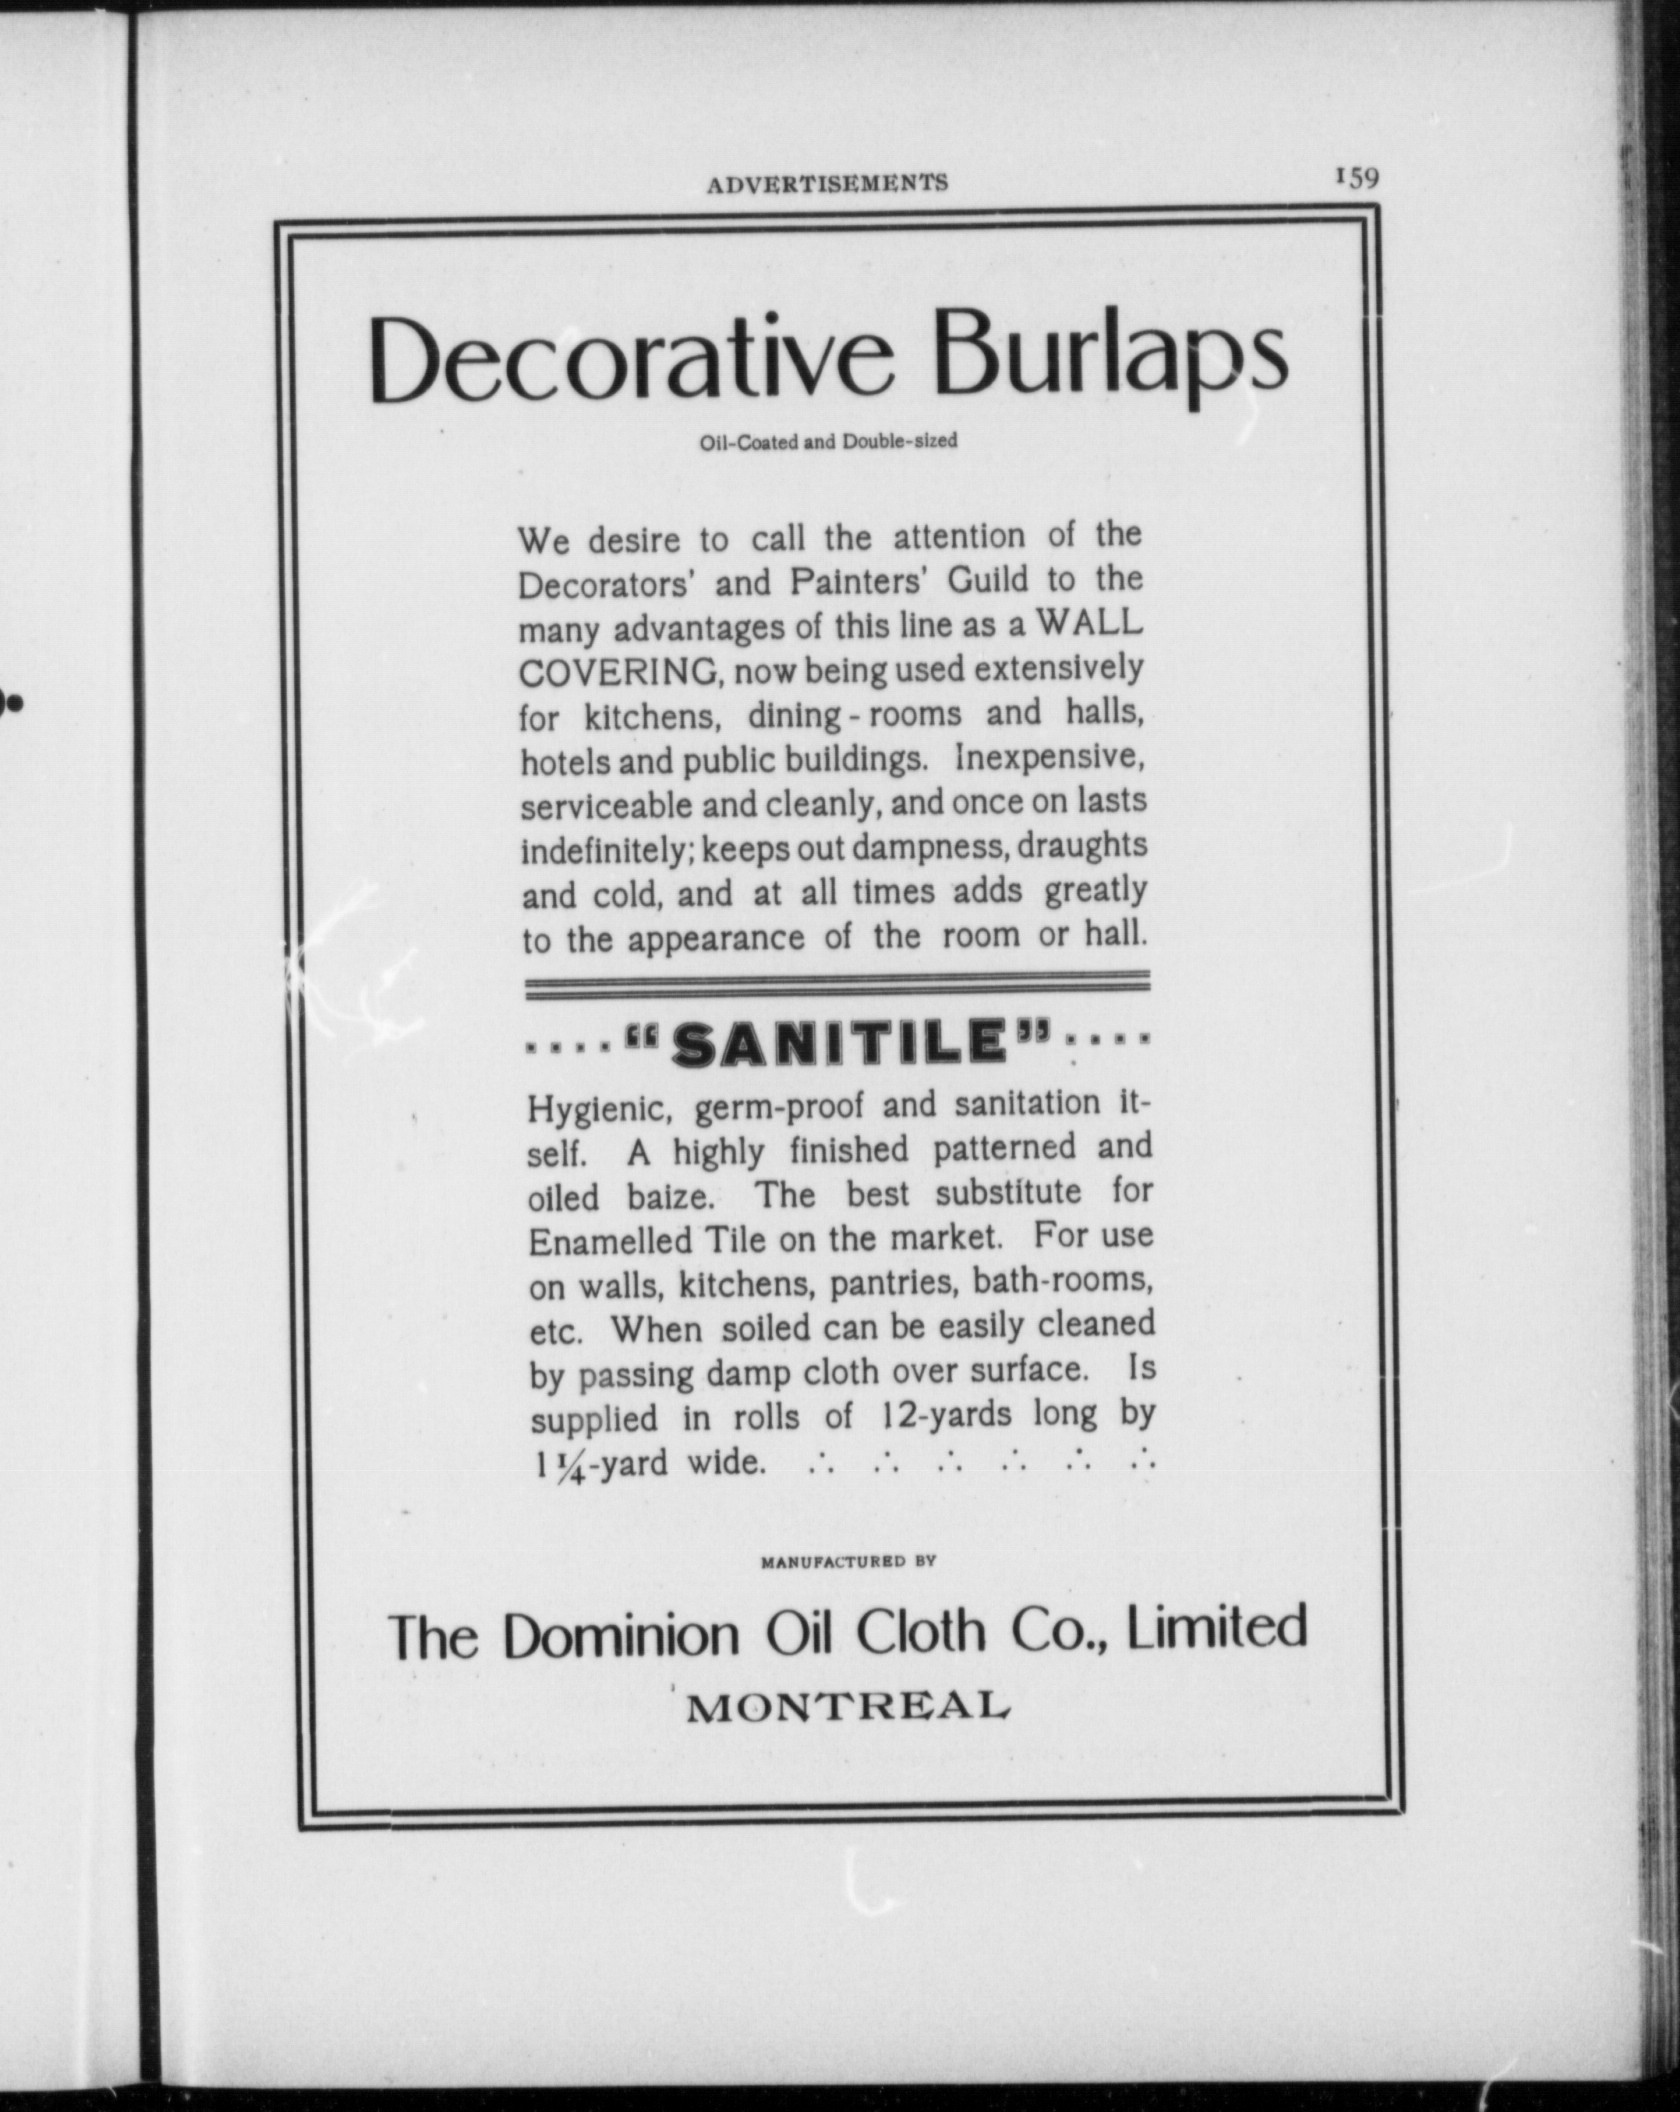 ADVERTISEMENTS 159
Decorative Burlaps
Oil-Coated and Double-sized
We desire to call the attention of the
Decorators' and Painters' Guild to the
many advantages of this line as a WALL
COVERING, now being used extensively
for kitchens, dining-rooms and halls,
hotels and public buildings. Inexpensive,
serviceable and cleanly, and once on lasts
indefinitely; keeps out dampness, draughts
and cold, and at all times adds greatly
to the appearance of the room or hall.
...."SANITILE"....
Hygienic, germ-proof and sanitation it-
self. A highly finished patterned and
oiled baize. The best substitute for
Enamelled Tile on the market. For use
on walls, kitchens, pantries, bath-rooms,
etc. When soiled can be easily cleaned
by passing damp cloth over surface. Is
supplied in rolls of 12-yards long by
1¼-yard wide. ∴ ∴ ∴ ∴ ∴ ∴
MANUFACTURED BY
The Dominion Oil Cloth Co., Limited
MONTREAL